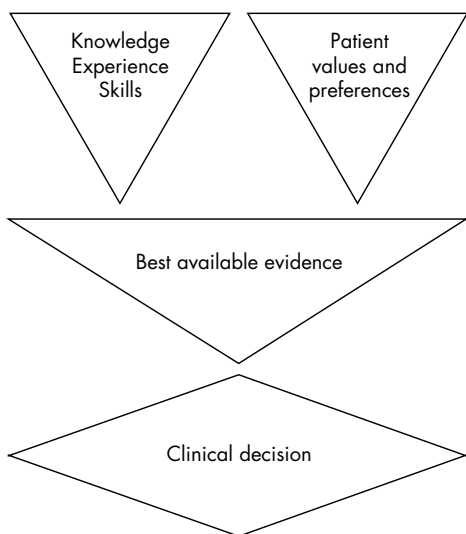 Knowledge
Experience
Skills
Patient
values and
preferences
Best available evidence
Clinical decision